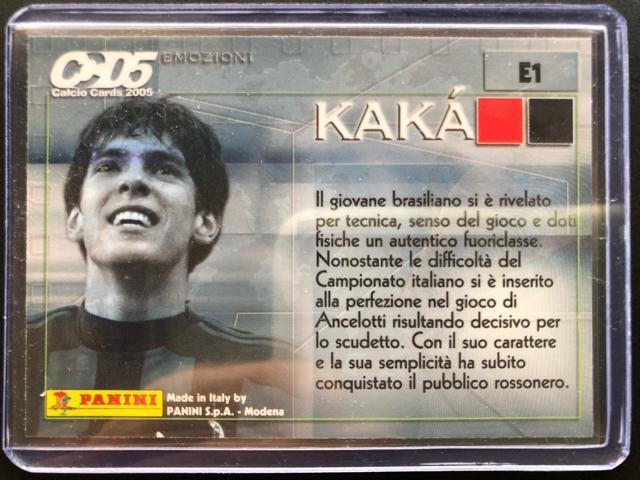 CCD5 EMOZIONI
Calcio Cards 2005
E1
KAKÁ
Il giovane brasiliano si è rivelato
per tecnica, senso del gioco e doti
fisiche un autentico fuoriclasse.
Nonostante le difficoltà del
Campionato italiano si è inserito
alla perfezione nel gioco di
Ancelotti risultando decisivo per
lo scudetto. Con il suo carattere
e la sua semplicità ha subito
conquistato il pubblico rossonero.
PANINI
Made in Italy by
PANINI S.p.A. - Modena